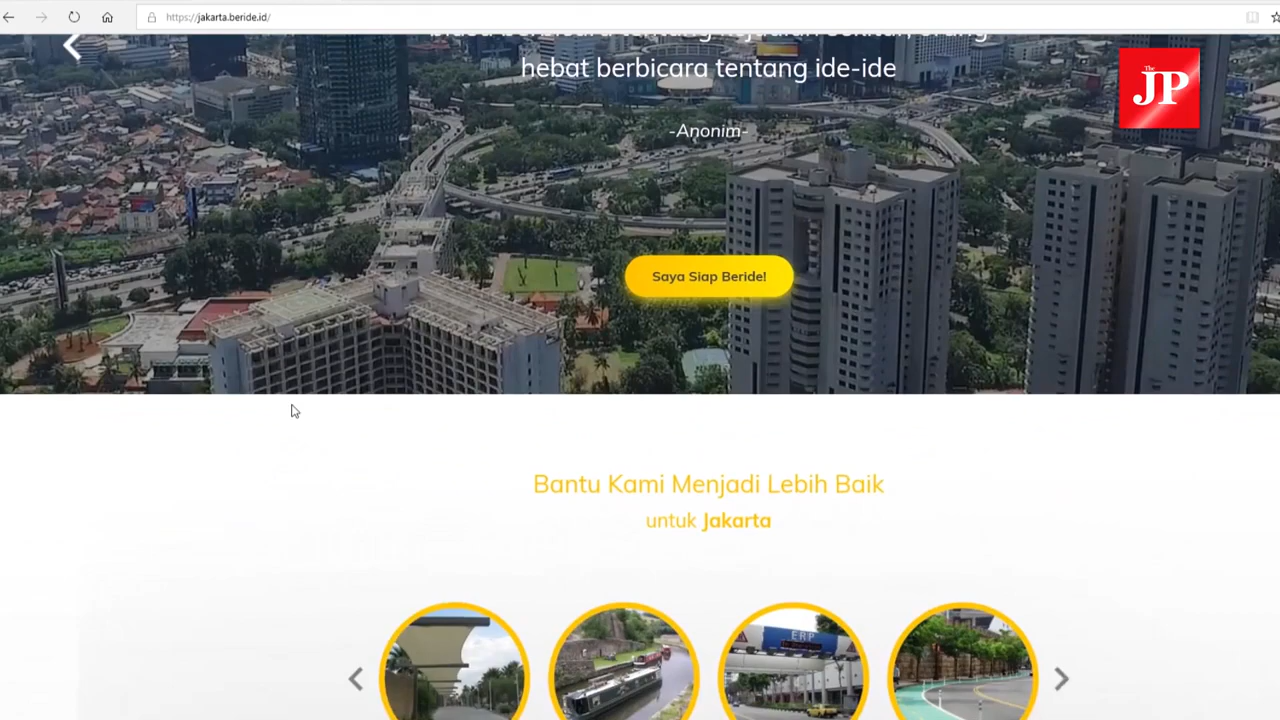 https://jakarta.beride.id/
hebat berbicara tentang ide-ide
The
JP
-Anonim-
Saya Siap Beride!
Bantu Kami Menjadi Lebih Baik
untuk Jakarta
ERP